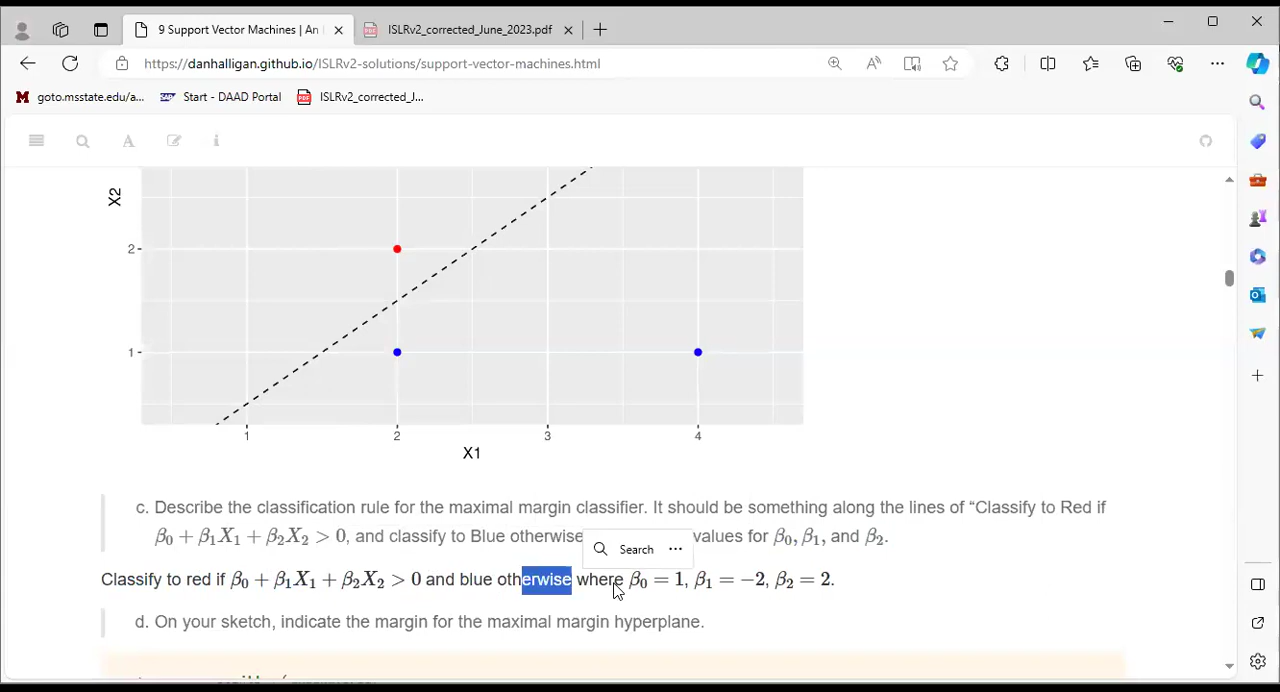 9 Support Vector Machines | An I
ISLRv2_corrected_June_2023.pdf
https://danhalligan.github.io/ISLRv2-solutions/support-vector-machines.html
goto.msstate.edu/a...
Start - DAAD Portal
ISLRv2_corrected_J...
X2
2
1
1 2 3 4
X1
c. Describe the classification rule for the maximal margin classifier. It should be something along the lines of “Classify to Red if
β0 + β1X1 + β2X2 > 0, and classify to Blue otherwise values for β0, β1, and β2.
Search
Classify to red if β0 + β1X1 + β2X2 > 0 and blue otherwise where β0 = 1, β1 = −2, β2 = 2.
d. On your sketch, indicate the margin for the maximal margin hyperplane.